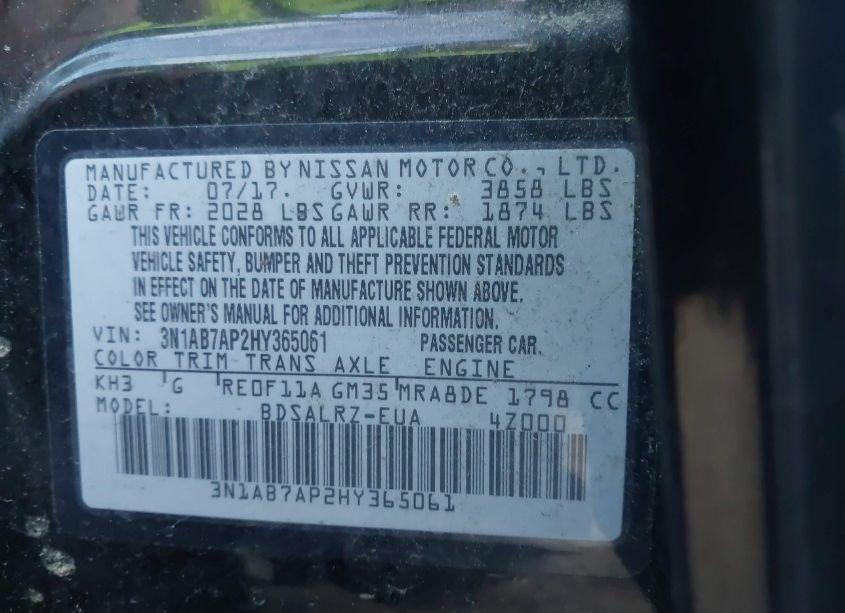 MANUFACTURED BY NISSAN MOTOR CO., LTD.
DATE: 07/17. GVWR: 3858 LBS
GAWR FR: 2028 LBS GAWR RR: 1874 LBS
THIS VEHICLE CONFORMS TO ALL APPLICABLE FEDERAL MOTOR
VEHICLE SAFETY, BUMPER AND THEFT PREVENTION STANDARDS
IN EFFECT ON THE DATE OF MANUFACTURE SHOWN ABOVE.
SEE OWNER'S MANUAL FOR ADDITIONAL INFORMATION.
VIN: 3N1AB7AP2HY365061 PASSENGER CAR.
COLOR TRIM TRANS AXLE ENGINE
KH3 G RE0F11A GM35 MRA8DE 1798 CC
MODEL: BDSALRZ-EUA 4Z000
3N1AB7AP2HY365061